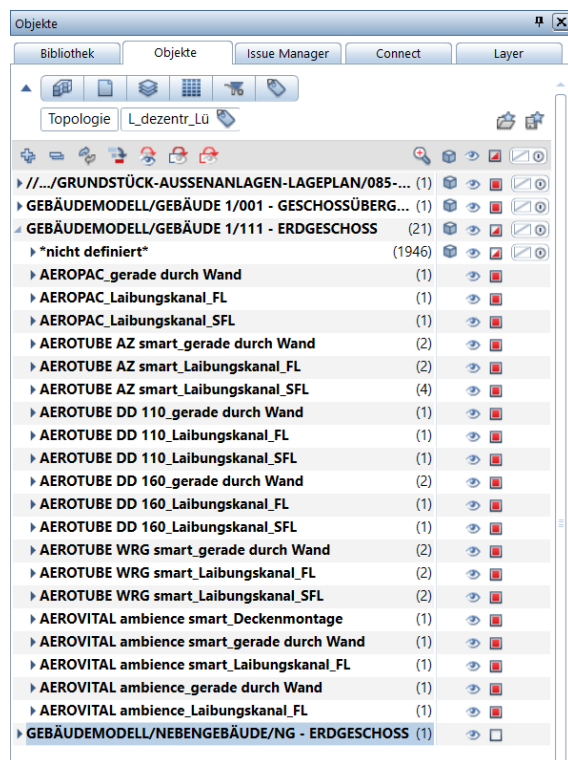 Objekte
Bibliothek Objekte Issue Manager Connect Layer
Topologie L_dezentr_Lü
//.../GRUNDSTÜCK-AUSSENANLAGEN-LAGEPLAN/085-... (1)
GEBÄUDEMODELL/GEBÄUDE 1/001 - GESCHOSSÜBERG... (1)
GEBÄUDEMODELL/GEBÄUDE 1/111 - ERDGESCHOSS (21)
*nicht definiert* (1946)
AEROPAC_gerade durch Wand (1)
AEROPAC_Laibungskanal_FL (1)
AEROPAC_Laibungskanal_SFL (1)
AEROTUBE AZ smart_gerade durch Wand (2)
AEROTUBE AZ smart_Laibungskanal_FL (2)
AEROTUBE AZ smart_Laibungskanal_SFL (4)
AEROTUBE DD 110_gerade durch Wand (1)
AEROTUBE DD 110_Laibungskanal_FL (1)
AEROTUBE DD 110_Laibungskanal_SFL (1)
AEROTUBE DD 160_gerade durch Wand (2)
AEROTUBE DD 160_Laibungskanal_FL (1)
AEROTUBE DD 160_Laibungskanal_SFL (1)
AEROTUBE WRG smart_gerade durch Wand (2)
AEROTUBE WRG smart_Laibungskanal_FL (2)
AEROTUBE WRG smart_Laibungskanal_SFL (2)
AEROVITAL ambience smart_Deckenmontage (1)
AEROVITAL ambience smart_gerade durch Wand (1)
AEROVITAL ambience smart_Laibungskanal_FL (1)
AEROVITAL ambience_gerade durch Wand (1)
AEROVITAL ambience_Laibungskanal_FL (1)
GEBÄUDEMODELL/NEBENGEBÄUDE/NG - ERDGESCHOSS (1)